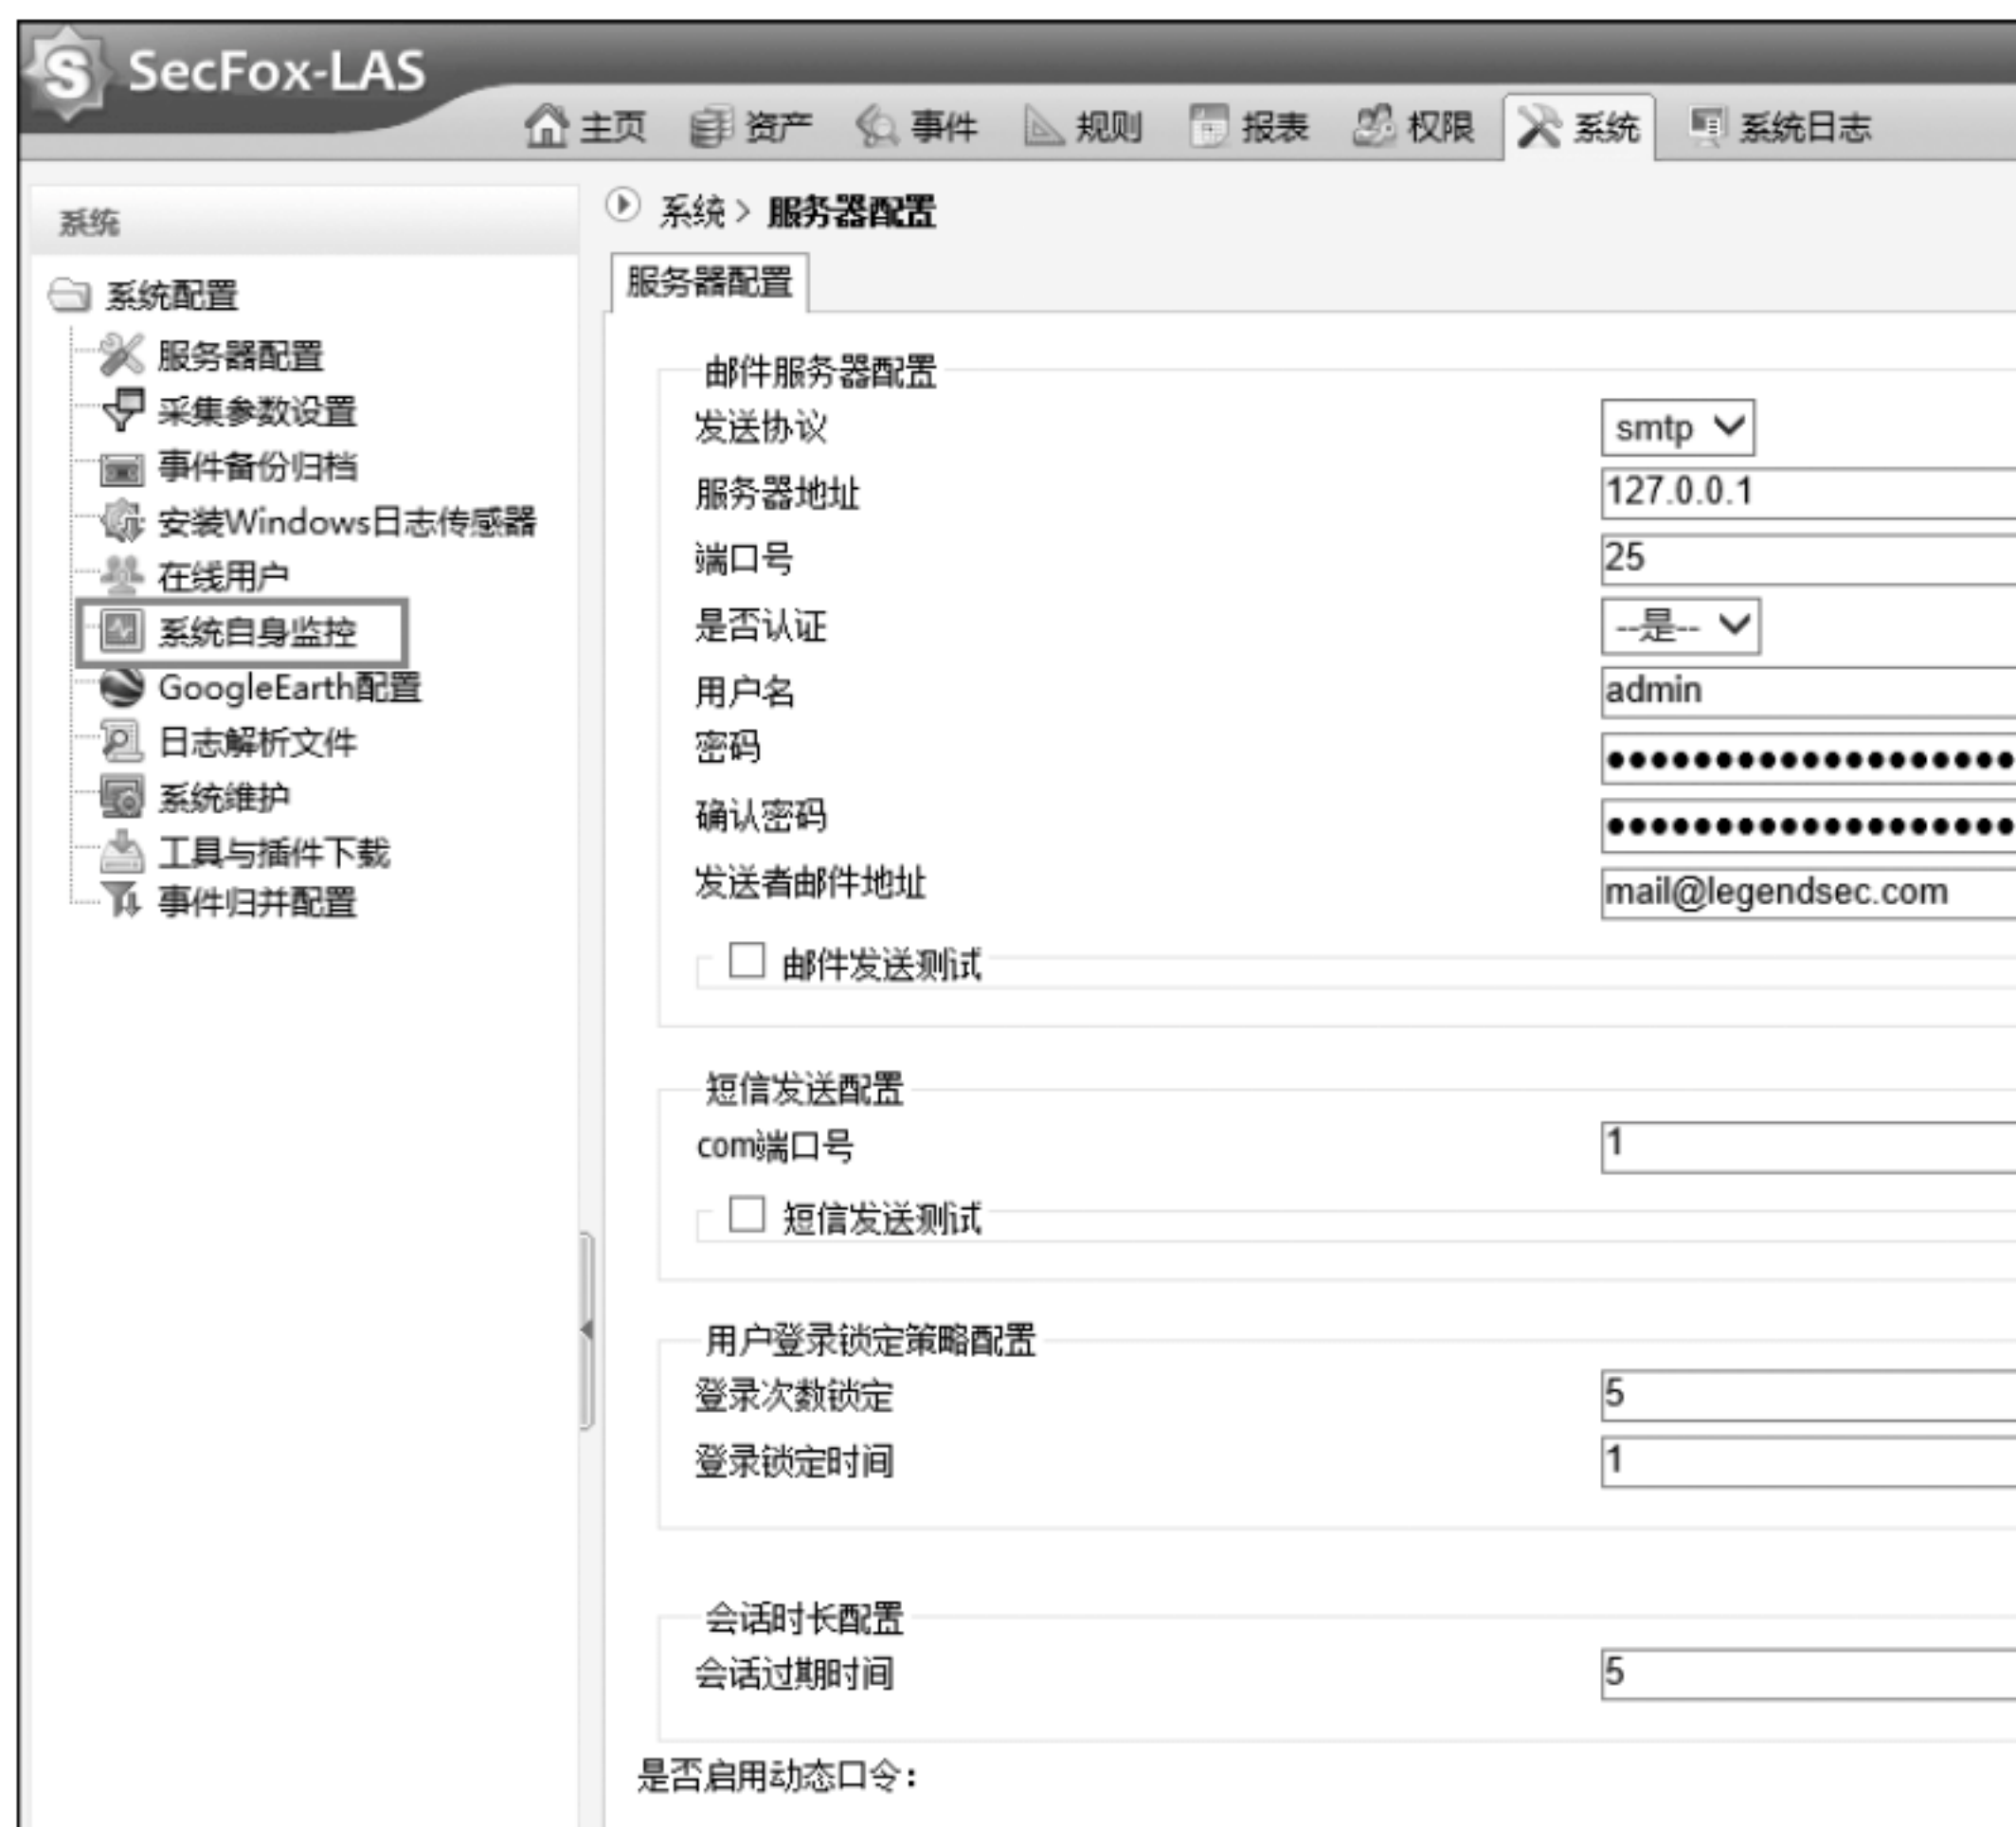 SecFox-LAS
主页 资产 事件 规则 报表 权限 系统 系统日志
系统
系统配置
服务器配置
采集参数设置
事件备份归档
安装Windows日志传感器
在线用户
系统自身监控
GoogleEarth配置
日志解析文件
系统维护
工具与插件下载
事件归并配置
系统 > 服务器配置
服务器配置
邮件服务器配置
发送协议 smtp
服务器地址 127.0.0.1
端口号 25
是否认证 --是--
用户名 admin
密码 ●●●●●●●●●●●●●●●●●●●
确认密码 ●●●●●●●●●●●●●●●●●●●
发送者邮件地址 mail@legendsec.com
邮件发送测试
短信发送配置
com端口号 1
短信发送测试
用户登录锁定策略配置
登录次数锁定 5
登录锁定时间 1
会话时长配置
会话过期时间 5
是否启用动态口令：